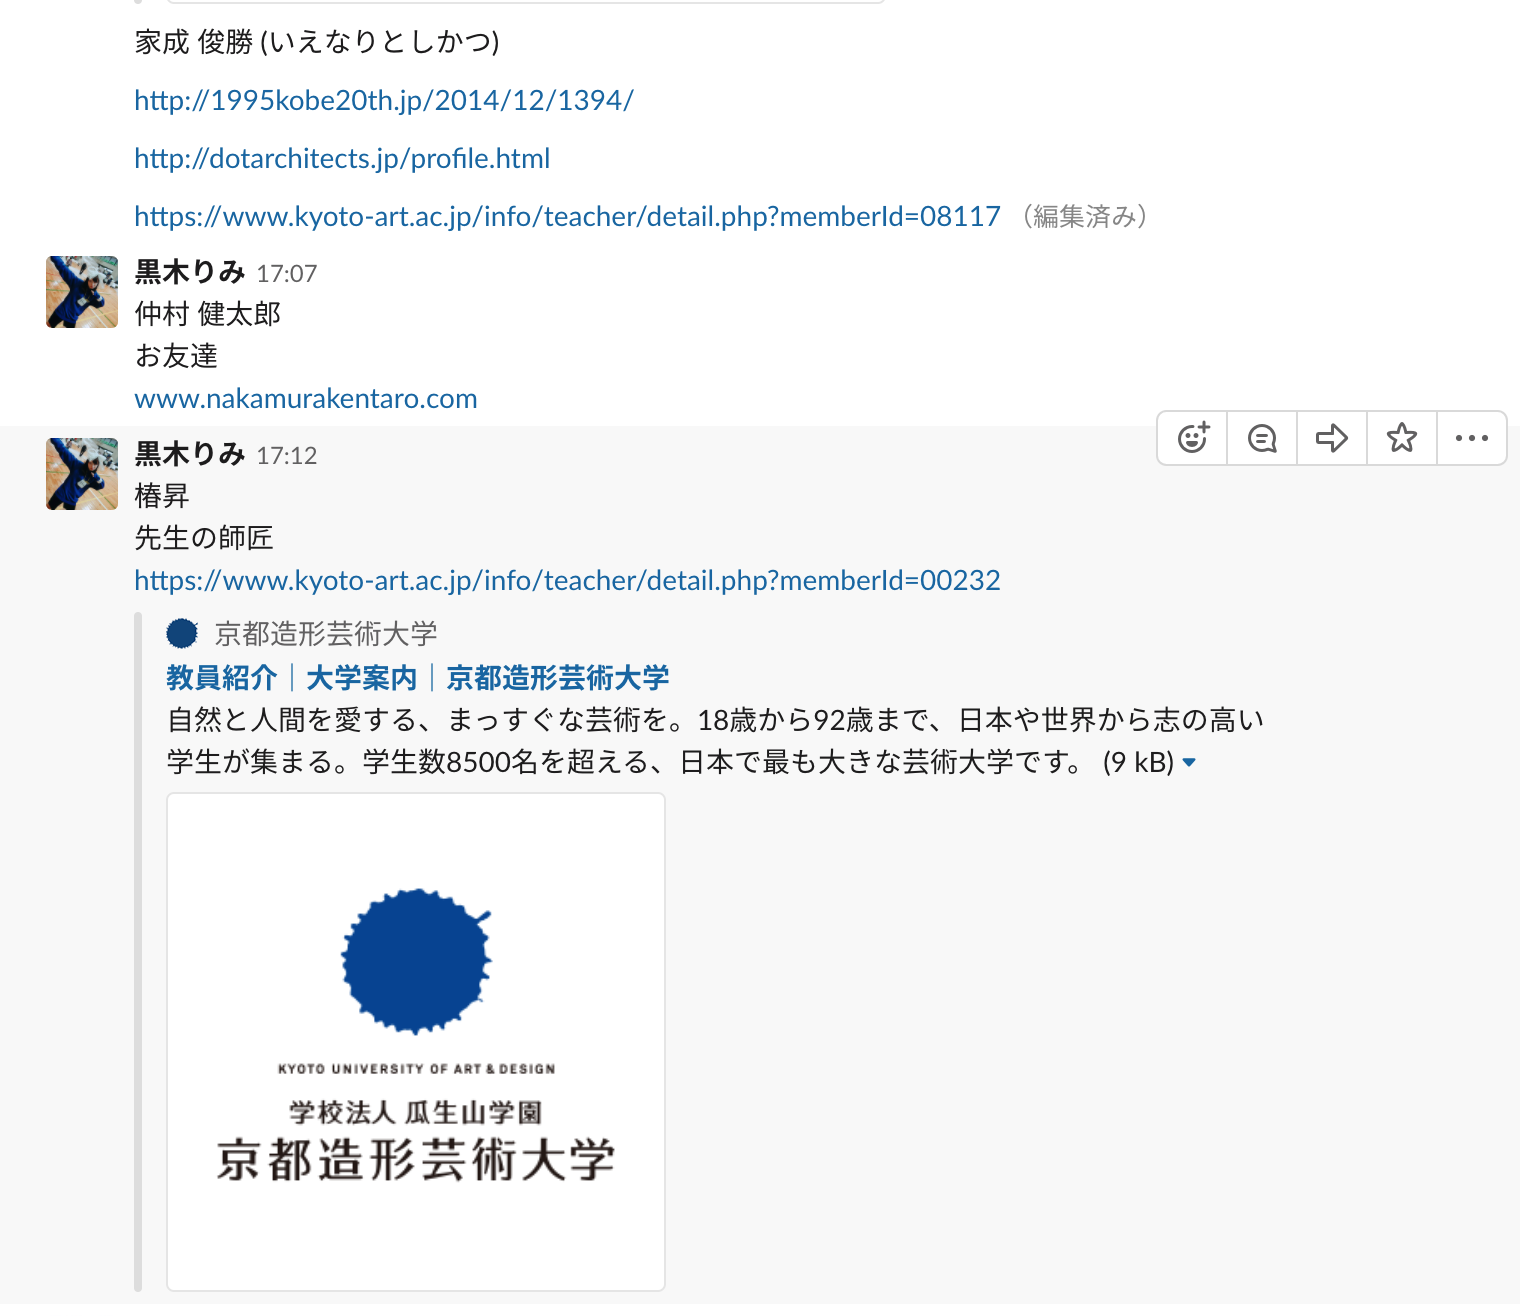 家成 俊勝 (いえなりとしかつ)
http://1995kobe20th.jp/2014/12/1394/
http://dotarchitects.jp/profile.html
https://www.kyoto-art.ac.jp/info/teacher/detail.php?memberId=08117 （編集済み）
黒木りみ 17:07
仲村 健太郎
お友達
www.nakamurakentaro.com
黒木りみ 17:12
椿昇
先生の師匠
https://www.kyoto-art.ac.jp/info/teacher/detail.php?memberId=00232
京都造形芸術大学
教員紹介｜大学案内｜京都造形芸術大学
自然と人間を愛する、まっすぐな芸術を。18歳から92歳まで、日本や世界から志の高い
学生が集まる。学生数8500名を超える、日本で最も大きな芸術大学です。 (9 kB)
KYOTO UNIVERSITY OF ART & DESIGN
学校法人 瓜生山学園
京都造形芸術大学